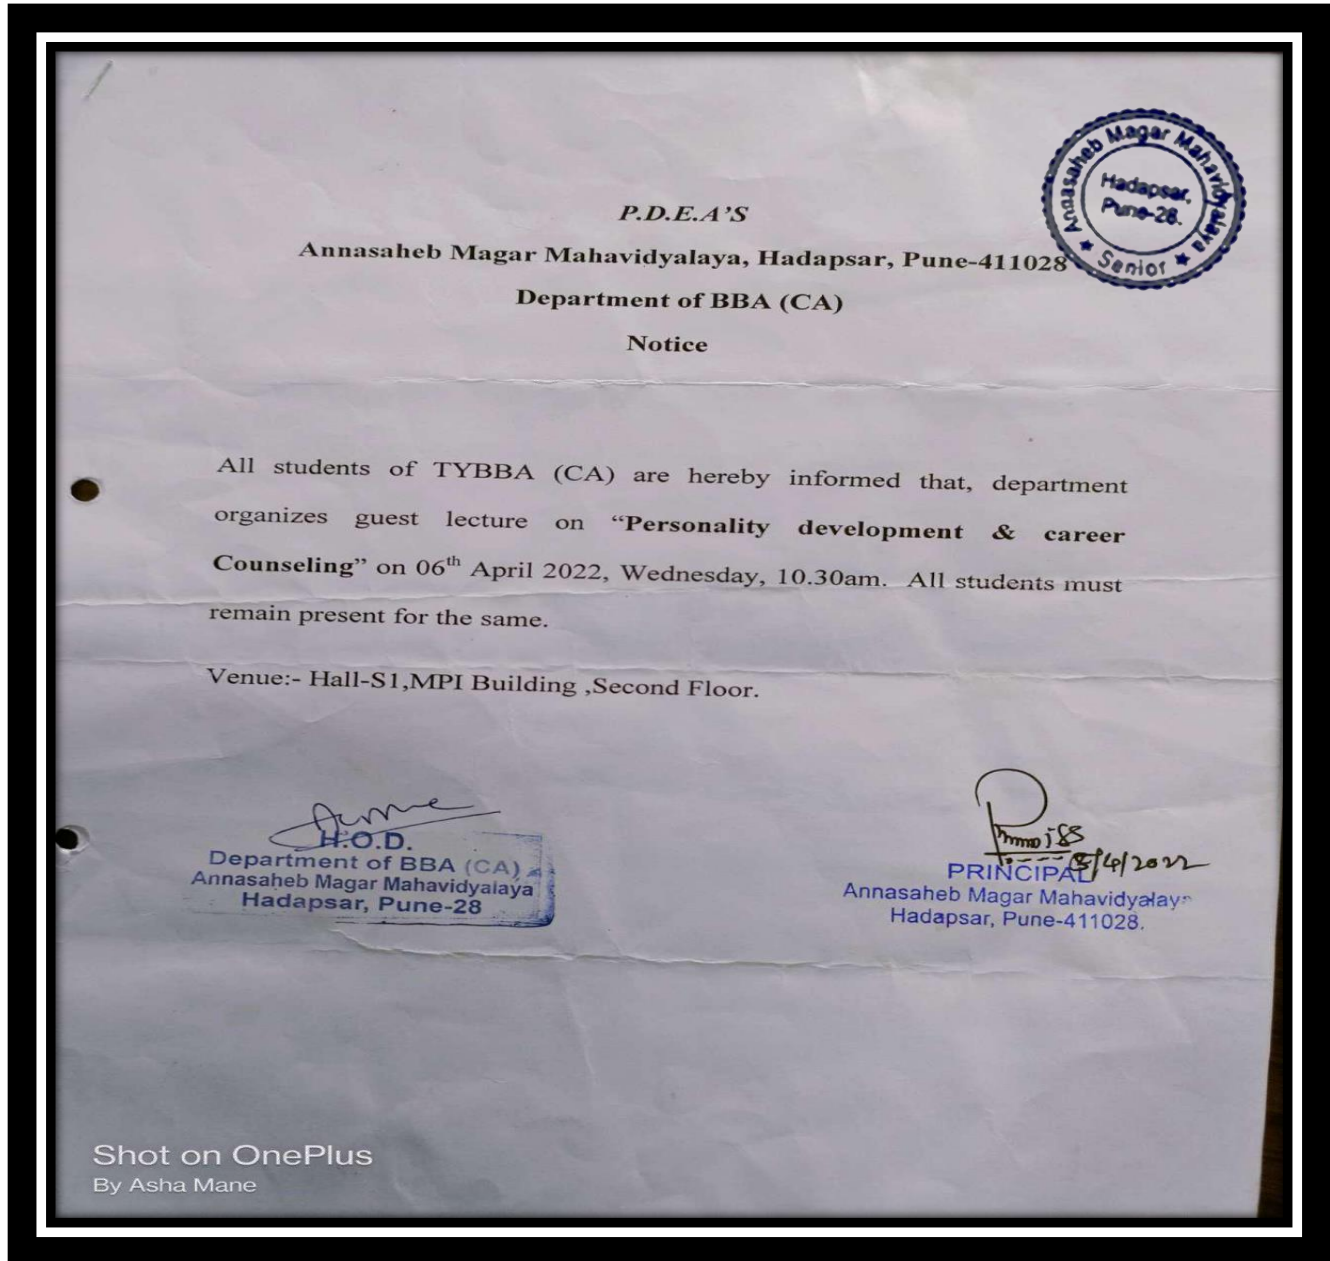 Annasaheb Magar Mahavidyalaya
Hadapsar,
Pune-28.
★ Senior ★
P.D.E.A'S
Annasaheb Magar Mahavidyalaya, Hadapsar, Pune-411028
Department of BBA (CA)
Notice
All students of TYBBA (CA) are hereby informed that, department
organizes guest lecture on “Personality development & career
Counseling” on 06th April 2022, Wednesday, 10.30am. All students must
remain present for the same.
Venue:- Hall-S1,MPI Building ,Second Floor.
H.O.D.
Department of BBA (CA)
Annasaheb Magar Mahavidyalaya
Hadapsar, Pune-28
/4/2022
PRINCIPAL
Annasaheb Magar Mahavidyalay
Hadapsar, Pune-411028.
Shot on OnePlus
By Asha Mane